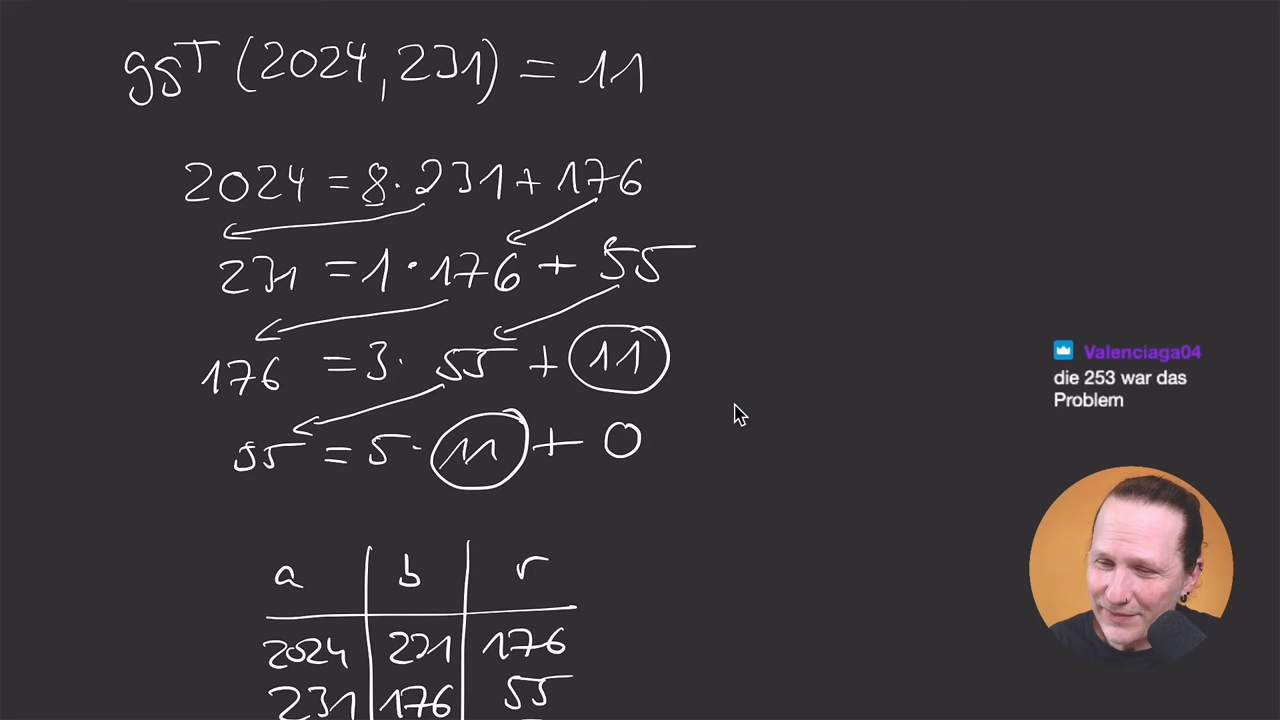 ggT (2024, 231) = 11
2024 = 8 · 231 + 176
231 = 1 · 176 + 55
176 = 3 · 55 + 11
55 = 5 · 11 + 0
a b r
2024 231 176
231 176 55
Valenciaga04
die 253 war das
Problem